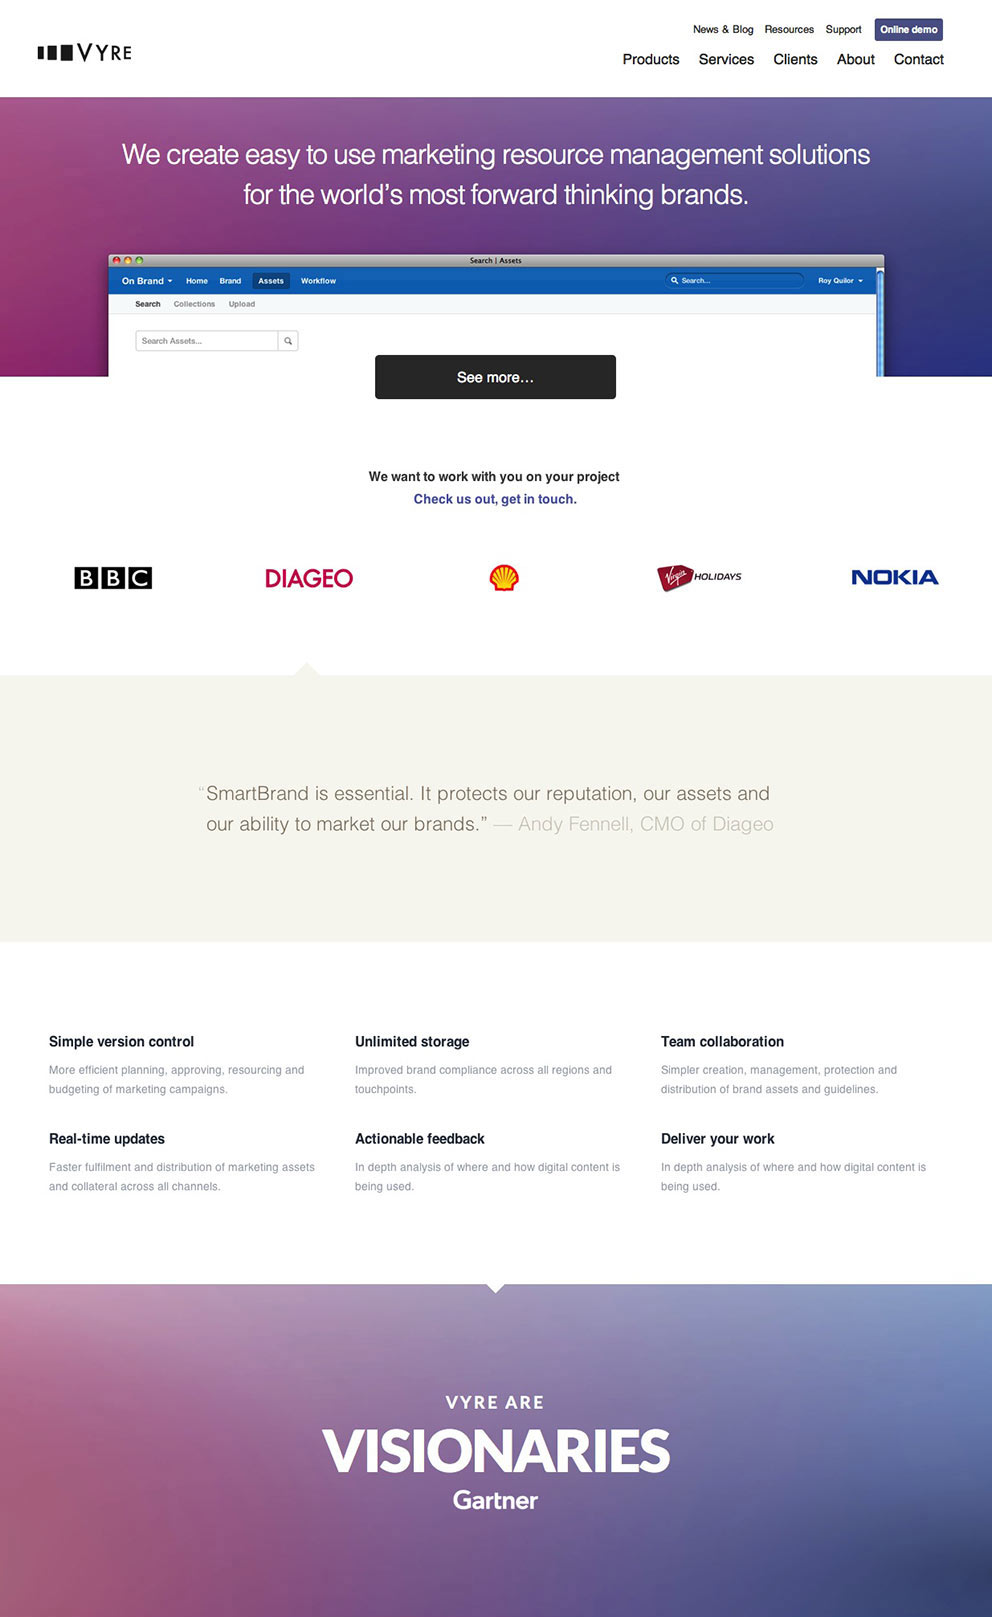 VYRE
News & Blog Resources Support Online demo
Products Services Clients About Contact
We create easy to use marketing resource management solutions
for the world’s most forward thinking brands.
Search | Assets
On Brand Home Brand Assets Workflow Search... Roy Quilor
Search Collections Upload
Search Assets...
See more...
We want to work with you on your project
Check us out, get in touch.
BBC DIAGEO Virgin HOLIDAYS NOKIA
“SmartBrand is essential. It protects our reputation, our assets and
our ability to market our brands.” — Andy Fennell, CMO of Diageo
Simple version control
More efficient planning, approving, resourcing and
budgeting of marketing campaigns.
Unlimited storage
Improved brand compliance across all regions and
touchpoints.
Team collaboration
Simpler creation, management, protection and
distribution of brand assets and guidelines.
Real-time updates
Faster fulfilment and distribution of marketing assets
and collateral across all channels.
Actionable feedback
In depth analysis of where and how digital content is
being used.
Deliver your work
In depth analysis of where and how digital content is
being used.
VYRE ARE
VISIONARIES
Gartner